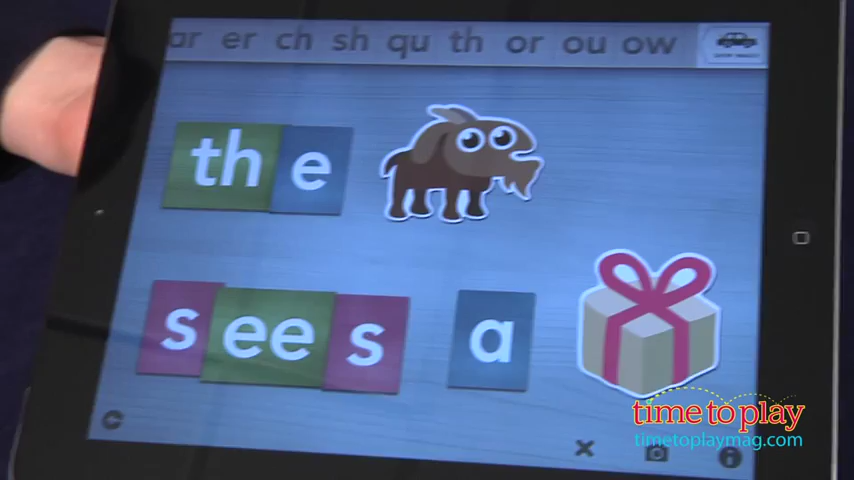 ar er ch sh qu th or ou ow
the
sees a
time to play
timetoplaymag.com